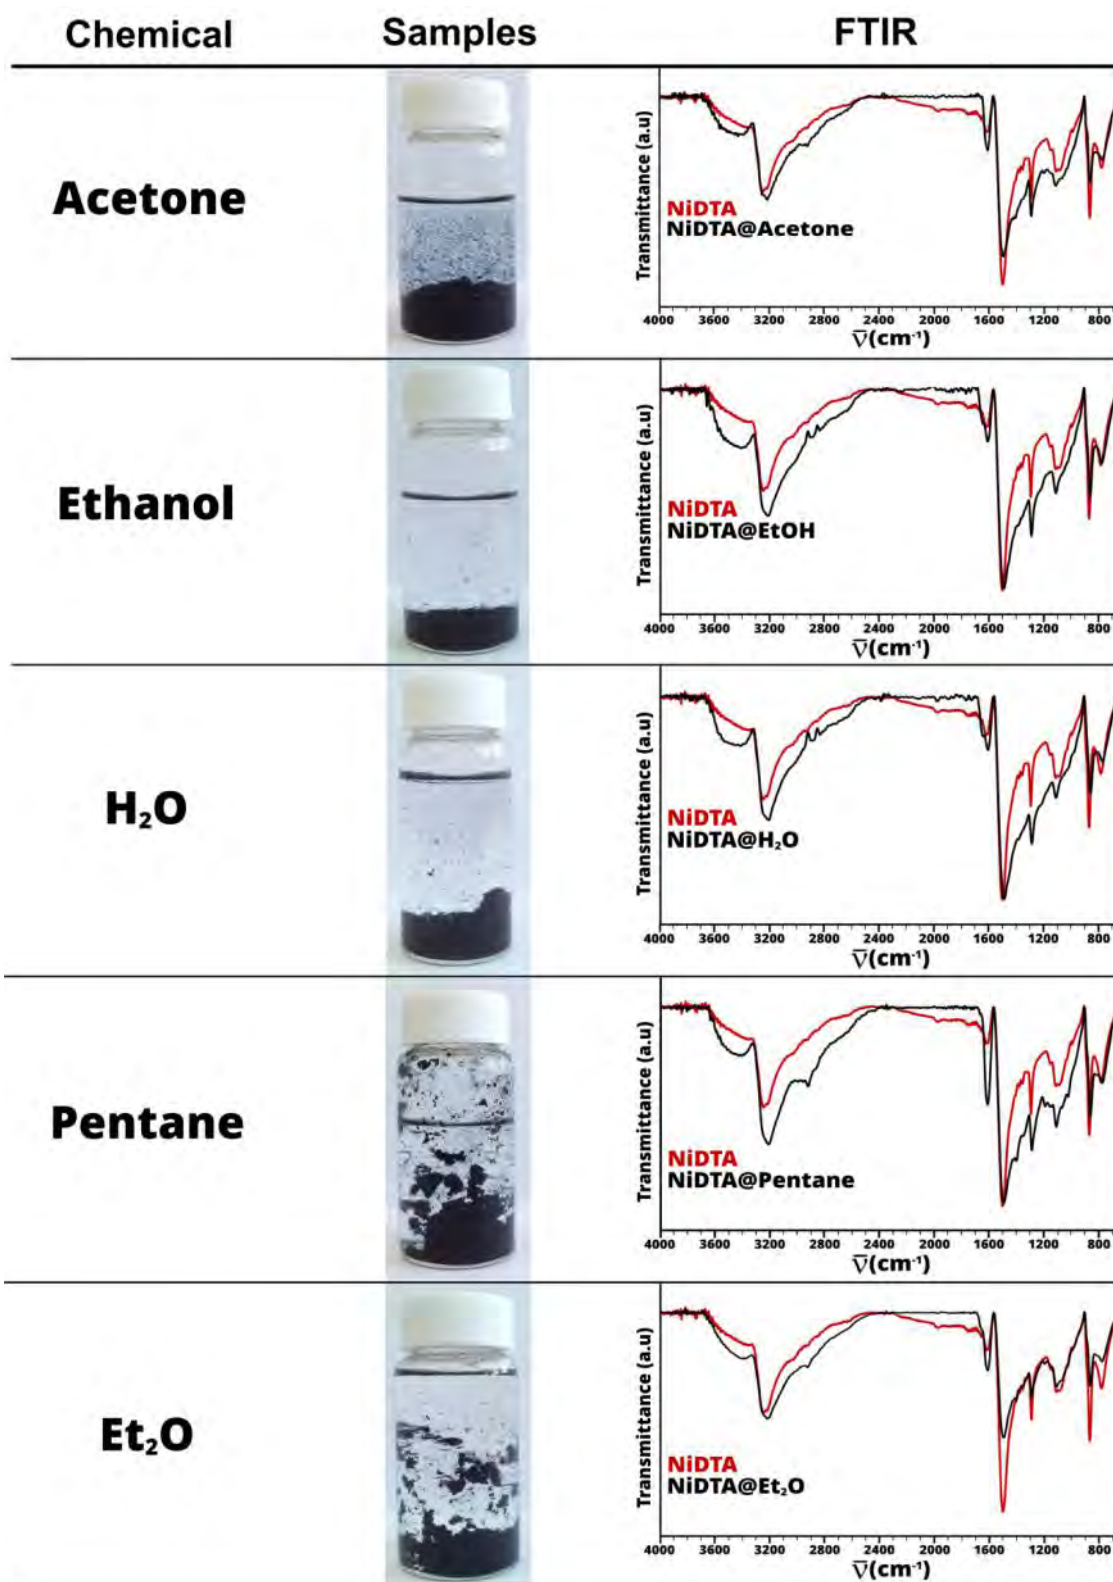 Chemical Samples FTIR
Acetone
Transmittance (a.u)
NiDTA
NiDTA@Acetone
4000 3600 3200 2800 2400 2000 1600 1200 800
ν̅(cm⁻¹)
Ethanol
Transmittance (a.u)
NiDTA
NiDTA@EtOH
4000 3600 3200 2800 2400 2000 1600 1200 800
ν̅(cm⁻¹)
H₂O
Transmittance (a.u)
NiDTA
NiDTA@H₂O
4000 3600 3200 2800 2400 2000 1600 1200 800
ν̅(cm⁻¹)
Pentane
Transmittance (a.u)
NiDTA
NiDTA@Pentane
4000 3600 3200 2800 2400 2000 1600 1200 800
ν̅(cm⁻¹)
Et₂O
Transmittance (a.u)
NiDTA
NiDTA@Et₂O
4000 3600 3200 2800 2400 2000 1600 1200 800
ν̅(cm⁻¹)